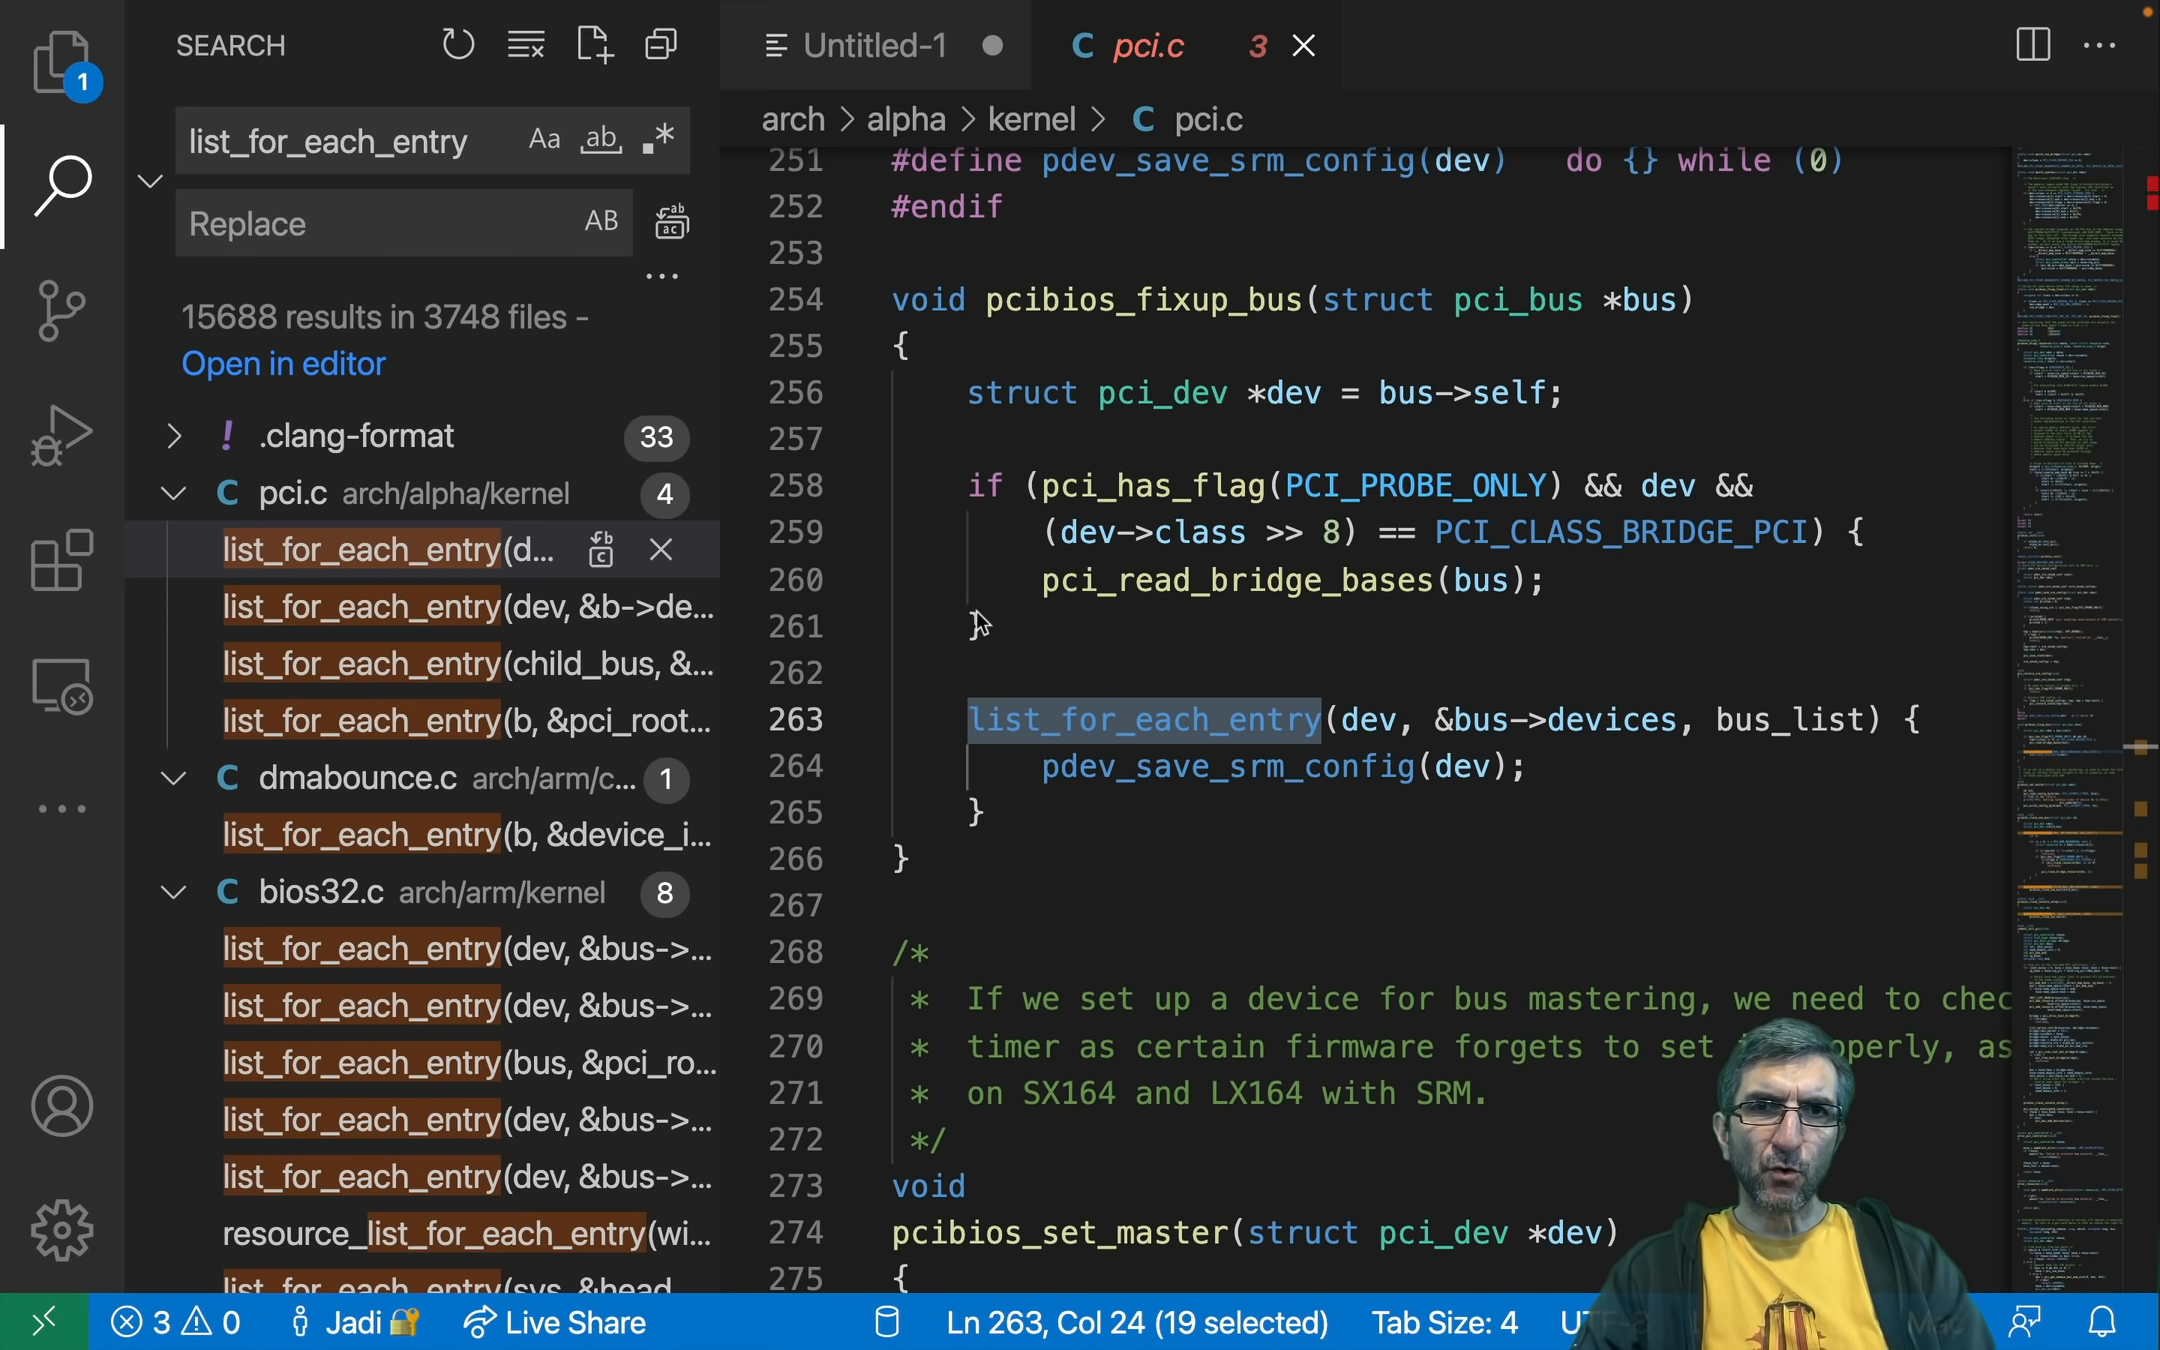 1
SEARCH
list_for_each_entry Aa ab .*
Replace AB
15688 results in 3748 files -
Open in editor
! .clang-format 33
C pci.c arch/alpha/kernel 4
list_for_each_entry(d...
list_for_each_entry(dev, &b->de...
list_for_each_entry(child_bus, &...
list_for_each_entry(b, &pci_root...
C dmabounce.c arch/arm/c... 1
list_for_each_entry(b, &device_i...
C bios32.c arch/arm/kernel 8
list_for_each_entry(dev, &bus->...
list_for_each_entry(dev, &bus->...
list_for_each_entry(bus, &pci_ro...
list_for_each_entry(dev, &bus->...
list_for_each_entry(dev, &bus->...
resource_list_for_each_entry(wi...
list_for_each_entry(sys, &head
Untitled-1
C pci.c 3
arch > alpha > kernel > C pci.c
251 #define pdev_save_srm_config(dev) do {} while (0)
252 #endif
253
254 void pcibios_fixup_bus(struct pci_bus *bus)
255 {
256 struct pci_dev *dev = bus->self;
257
258 if (pci_has_flag(PCI_PROBE_ONLY) && dev &&
259 (dev->class >> 8) == PCI_CLASS_BRIDGE_PCI) {
260 pci_read_bridge_bases(bus);
261 }
262
263 list_for_each_entry(dev, &bus->devices, bus_list) {
264 pdev_save_srm_config(dev);
265 }
266 }
267
268 /*
269 * If we set up a device for bus mastering, we need to chec
270 * timer as certain firmware forgets to set operly, as
271 * on SX164 and LX164 with SRM.
272 */
273 void
274 pcibios_set_master(struct pci_dev *dev)
275 {
3 0 Jadi Live Share Ln 263, Col 24 (19 selected) Tab Size: 4